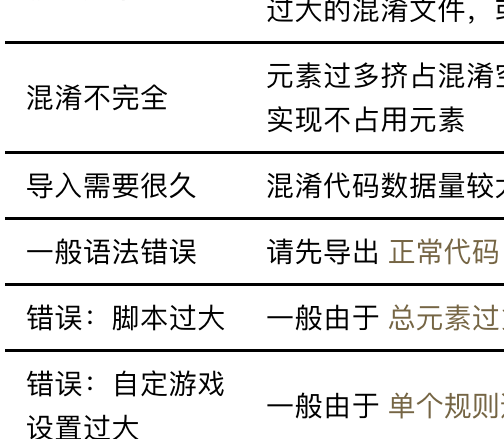 过大的混淆文件，
混淆不完全
元素过多挤占混淆
实现不占用元素
导入需要很久
混淆代码数据量较
一般语法错误
请先导出 正常代码
错误：脚本过大
一般由于 总元素过
错误：自定游戏
设置过大
一般由于 单个规则